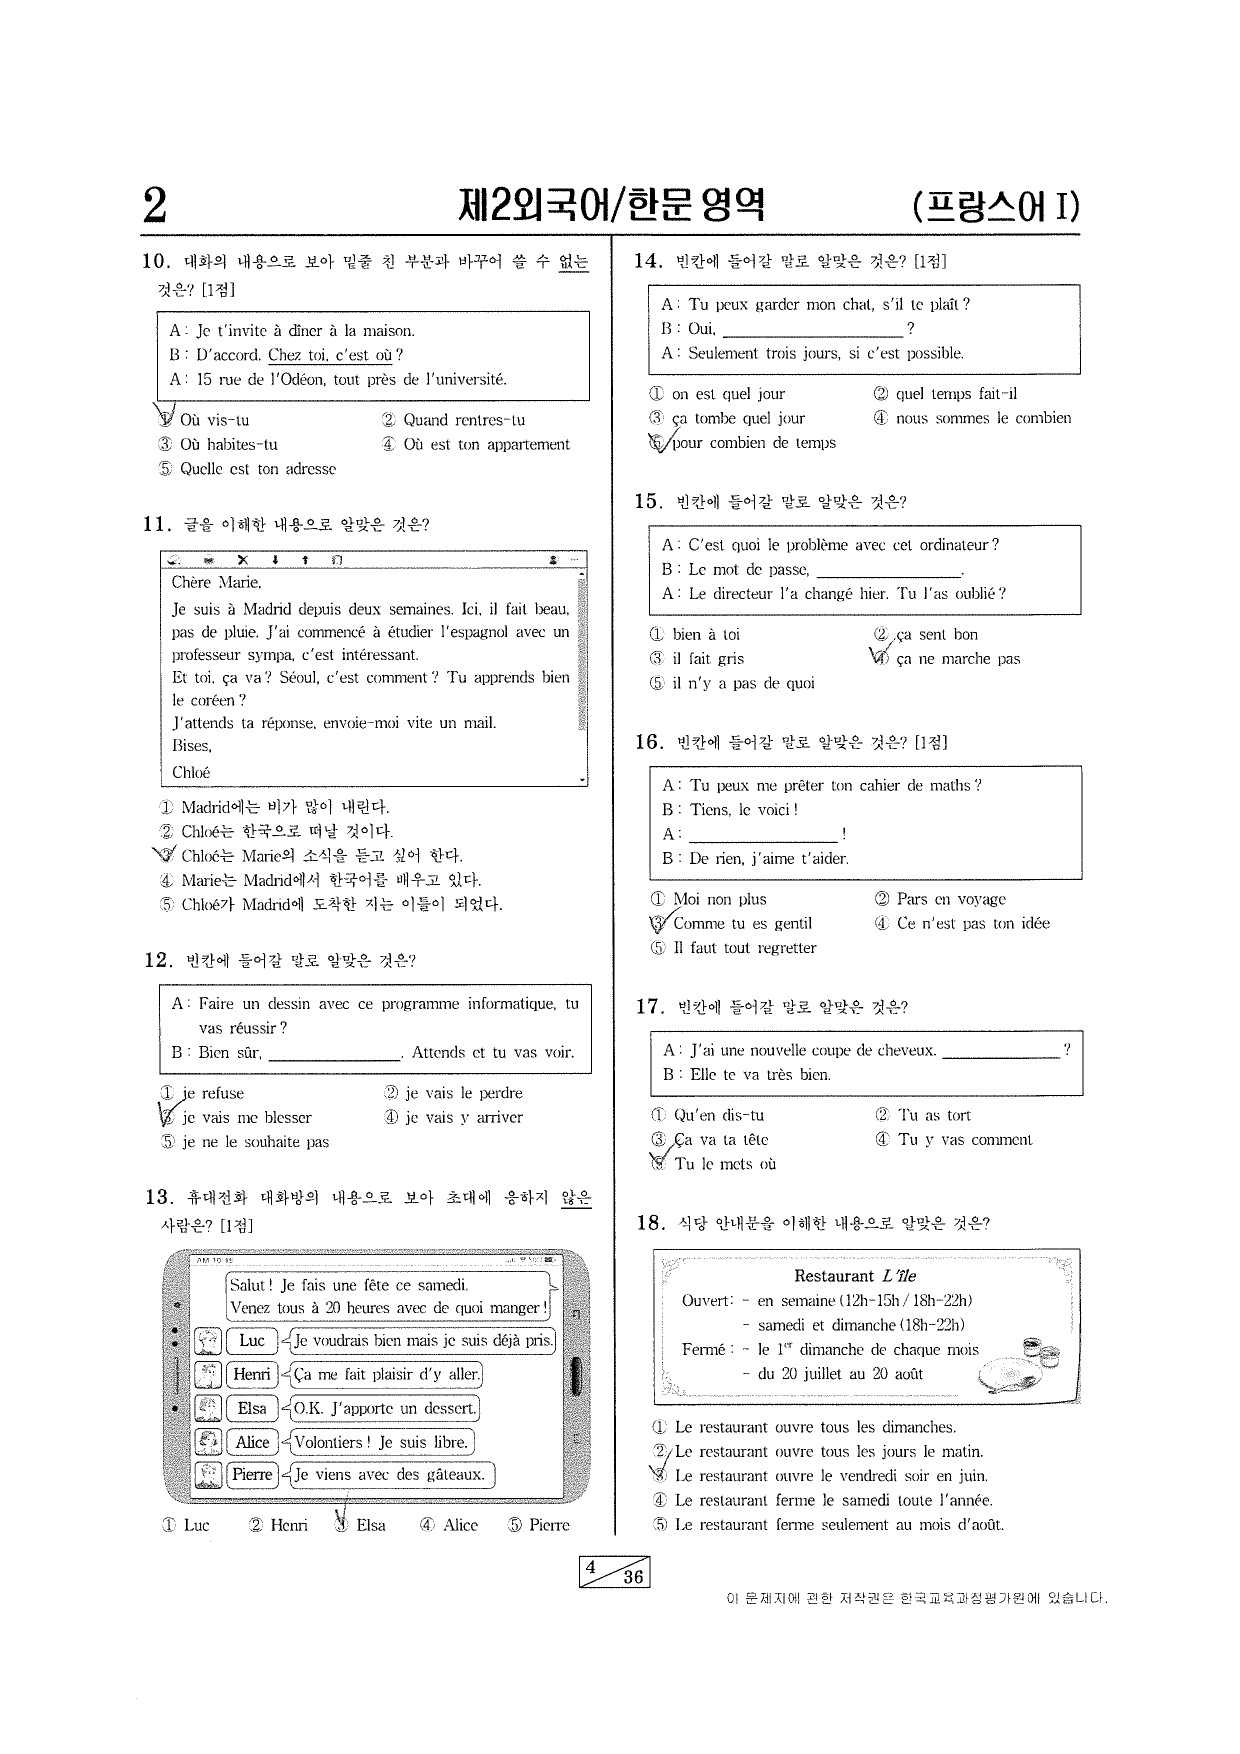 2
제2외국어/한문 영역
(프랑스어 I)
10. 대화의 내용으로 보아 밑줄 친 부분과 바꾸어 쓸 수 없는
것은? [1점]
A : Je t'invite à dîner à la maison.
B : D'accord. Chez toi, c'est où ?
A : 15 rue de l'Odéon, tout près de l'université.
① Où vis-tu
② Quand rentres-tu
③ Où habites-tu
④ Où est ton appartement
⑤ Quelle est ton adresse
11. 글을 이해한 내용으로 알맞은 것은?
Chère Marie,
Je suis à Madrid depuis deux semaines. Ici, il fait beau,
pas de pluie. J'ai commencé à étudier l'espagnol avec un
professeur sympa, c'est intéressant.
Et toi, ça va ? Séoul, c'est comment ? Tu apprends bien
le coréen ?
J'attends ta réponse, envoie-moi vite un mail.
Bises,
Chloé
① Madrid에는 비가 많이 내린다.
② Chloé는 한국으로 떠날 것이다.
③ Chloé는 Marie의 소식을 듣고 싶어 한다.
④ Marie는 Madrid에서 한국어를 배우고 있다.
⑤ Chloé가 Madrid에 도착한 지는 이틀이 되었다.
12. 빈칸에 들어갈 말로 알맞은 것은?
A : Faire un dessin avec ce programme informatique, tu
vas réussir ?
B : Bien sûr, ________. Attends et tu vas voir.
① je refuse
② je vais le perdre
③ je vais me blesser
④ je vais y arriver
⑤ je ne le souhaite pas
13. 휴대전화 대화방의 내용으로 보아 초대에 응하지 않은
사람은? [1점]
AM 10:15
Salut ! Je fais une fête ce samedi.
Venez tous à 20 heures avec de quoi manger !
Luc Je voudrais bien mais je suis déjà pris.
Henri Ça me fait plaisir d'y aller.
Elsa O.K. J'apporte un dessert.
Alice Volontiers ! Je suis libre.
Pierre Je viens avec des gâteaux.
① Luc ② Henri ③ Elsa ④ Alice ⑤ Pierre
14. 빈칸에 들어갈 말로 알맞은 것은? [1점]
A : Tu peux garder mon chat, s'il te plaît ?
B : Oui, ________ ?
A : Seulement trois jours, si c'est possible.
① on est quel jour
② quel temps fait-il
③ ça tombe quel jour
④ nous sommes le combien
⑤ pour combien de temps
15. 빈칸에 들어갈 말로 알맞은 것은?
A : C'est quoi le problème avec cet ordinateur ?
B : Le mot de passe, ________.
A : Le directeur l'a changé hier. Tu l'as oublié ?
① bien à toi
② ça sent bon
③ il fait gris
④ ça ne marche pas
⑤ il n'y a pas de quoi
16. 빈칸에 들어갈 말로 알맞은 것은? [1점]
A : Tu peux me prêter ton cahier de maths ?
B : Tiens, le voici !
A : ________ !
B : De rien, j'aime t'aider.
① Moi non plus
② Pars en voyage
③ Comme tu es gentil
④ Ce n'est pas ton idée
⑤ Il faut tout regretter
17. 빈칸에 들어갈 말로 알맞은 것은?
A : J'ai une nouvelle coupe de cheveux. ________ ?
B : Elle te va très bien.
① Qu'en dis-tu
② Tu as tort
③ Ça va ta tête
④ Tu y vas comment
⑤ Tu le mets où
18. 식당 안내문을 이해한 내용으로 알맞은 것은?
Restaurant L'île
Ouvert : - en semaine (12h-15h / 18h-22h)
- samedi et dimanche (18h-22h)
Fermé : - le 1er dimanche de chaque mois
- du 20 juillet au 20 août
① Le restaurant ouvre tous les dimanches.
② Le restaurant ouvre tous les jours le matin.
③ Le restaurant ouvre le vendredi soir en juin.
④ Le restaurant ferme le samedi toute l'année.
⑤ Le restaurant ferme seulement au mois d'août.
4
36
이 문제지에 관한 저작권은 한국교육과정평가원에 있습니다.